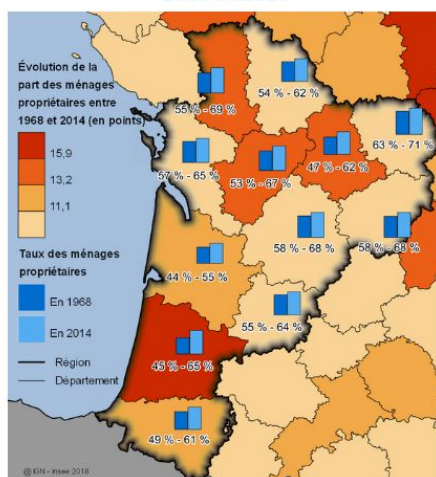 Évolution de la
part des ménages
propriétaires entre
1968 et 2014 (en points)
15,9
13,2
11,1
Taux des ménages
propriétaires
En 1968
En 2014
Région
Département
55 % - 69 %
54 % - 62 %
57 % - 65 %
53 % - 67 %
47 % - 62 %
63 % - 71 %
58 % - 68 %
58 % - 68 %
44 % - 55 %
55 % - 64 %
45 % - 65 %
49 % - 61 %
@ IGN - Insee 2018